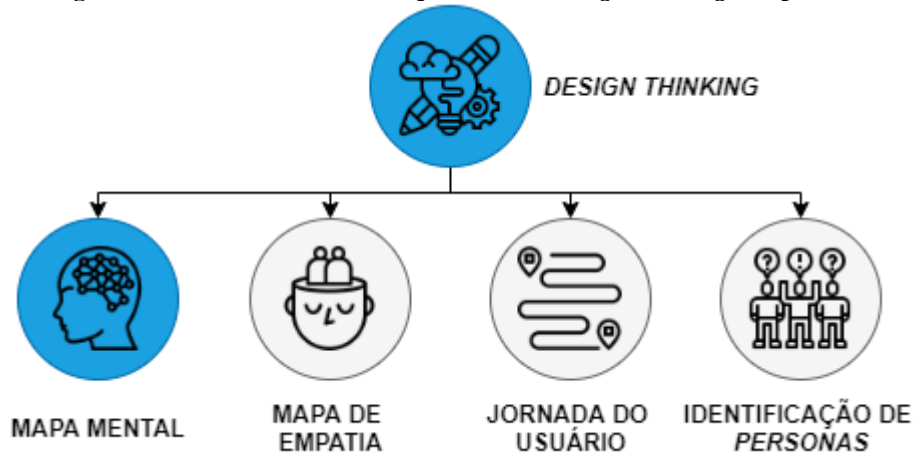 DESIGN THINKING
MAPA MENTAL
MAPA DE
EMPATIA
JORNADA DO
USUÁRIO
IDENTIFICAÇÃO DE
PERSONAS
? ! ?